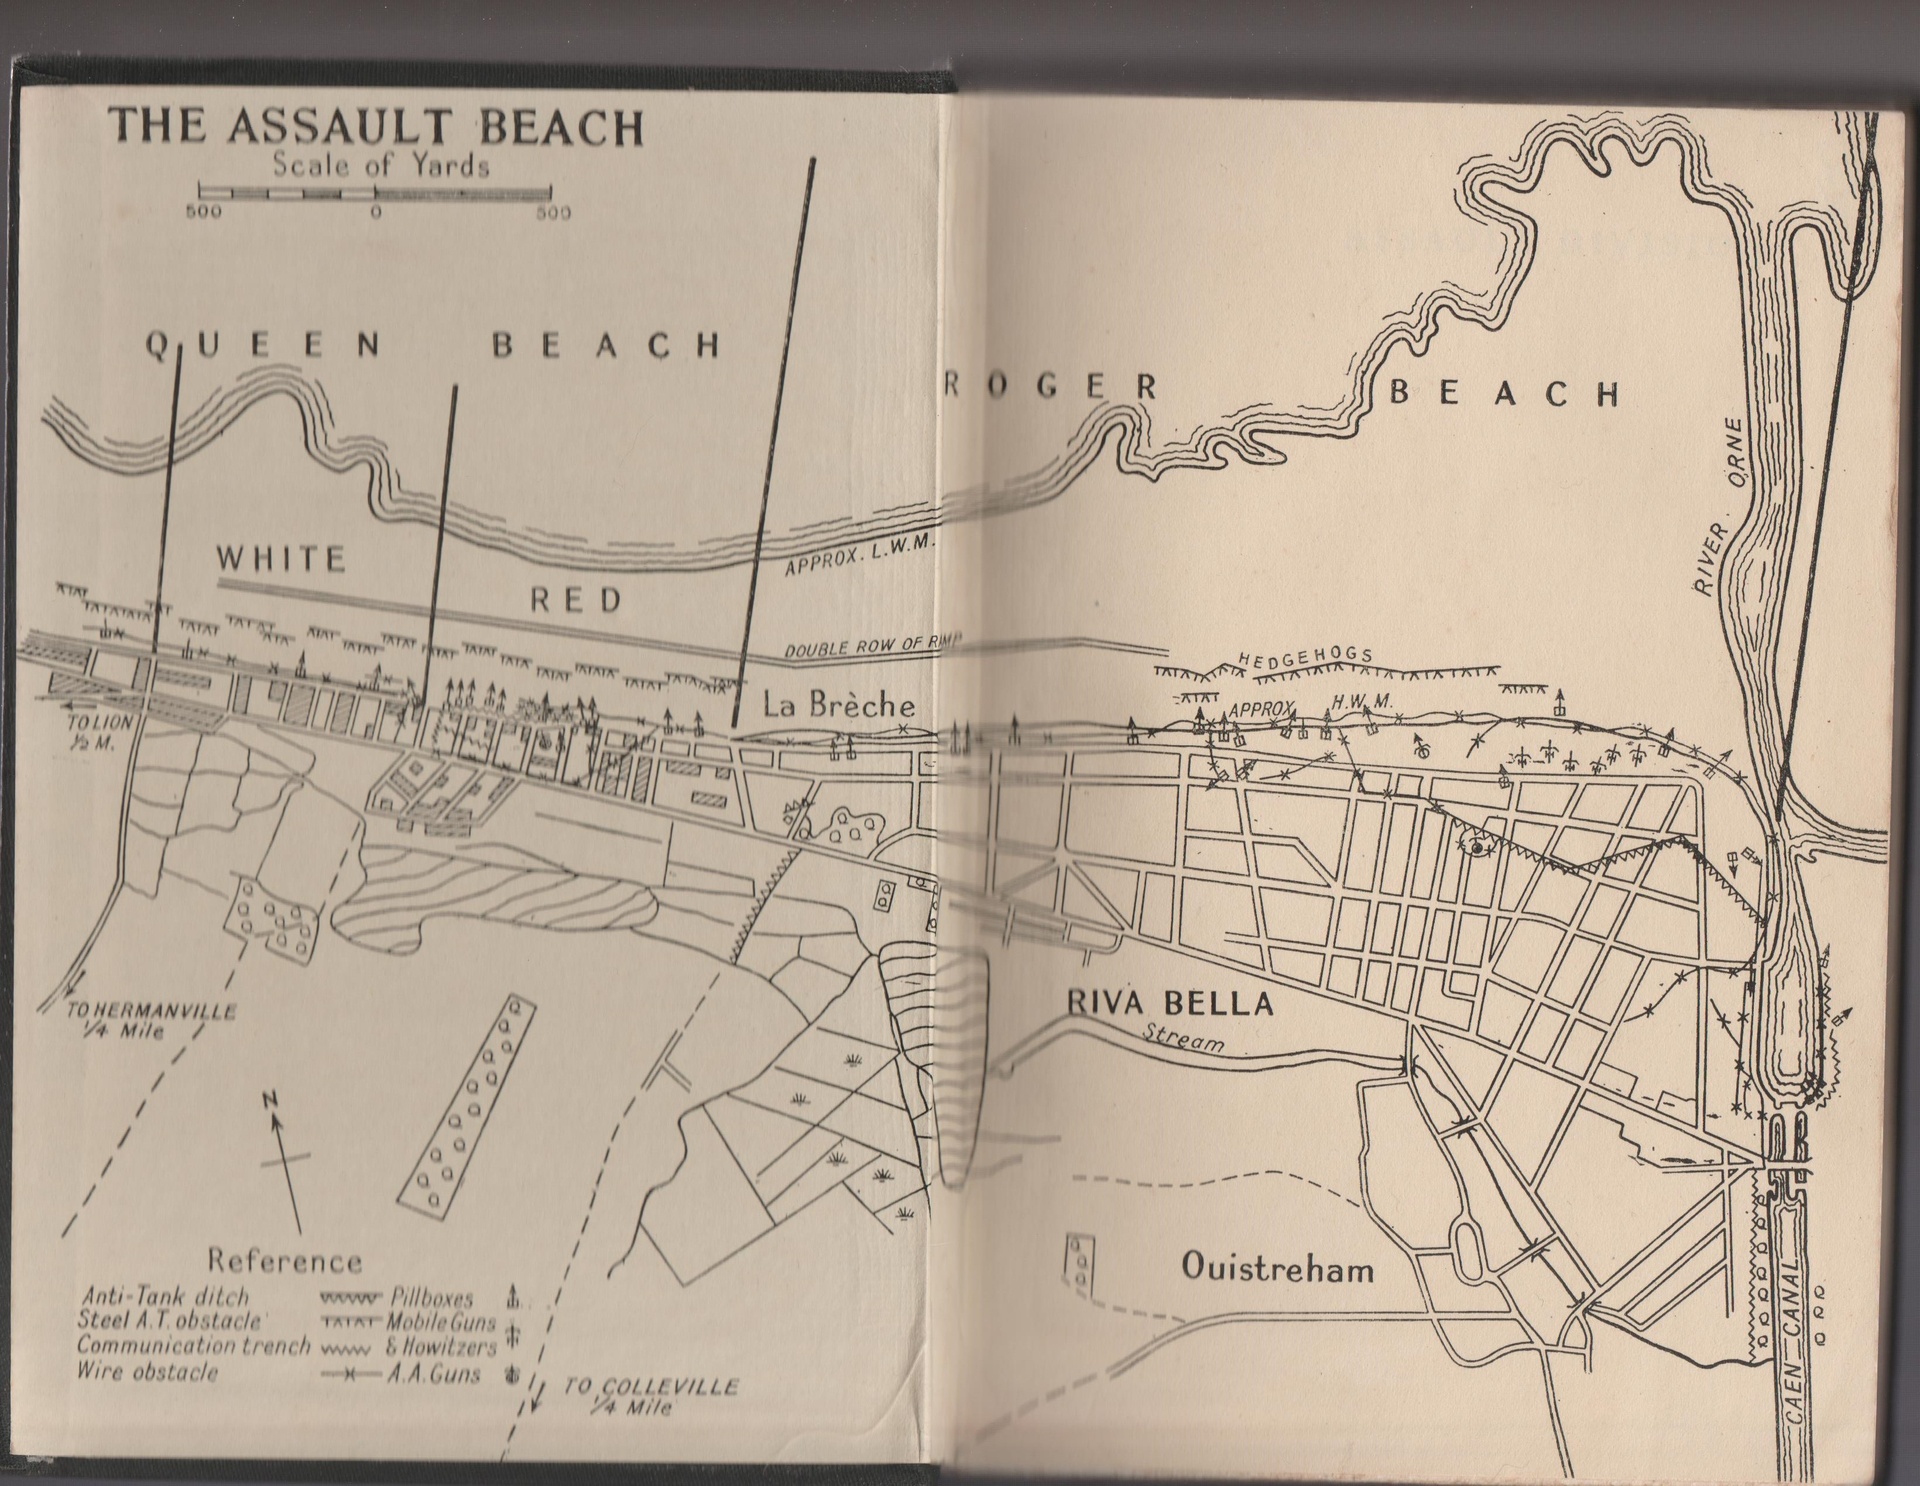 THE ASSAULT BEACH
Scale of Yards
500 0 500
QUEEN BEACH
ROGER BEACH
RIVER ORNE
APPROX. L.W.M.
WHITE
RED
DOUBLE ROW OF
HEDGEHOGS
La Brèche
APPROX. H.W.M.
TO LION
½ M.
RIVA BELLA
Stream
TO HERMANVILLE
¼ Mile
N
Ouistreham
CAEN CANAL
Reference
Anti-Tank ditch
Steel A.T. obstacle
Communication trench
Wire obstacle
Pillboxes
Mobile Guns
& Howitzers
A.A. Guns
TO COLLEVILLE
¼ Mile